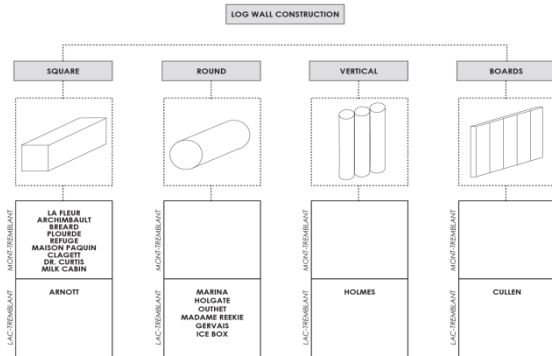 LOG WALL CONSTRUCTION
SQUARE
ROUND
VERTICAL
BOARDS
MONT-TREMBLANT
LA FLEUR
ARCHIMBAULT
BREARD
PLOURDE
REFUGE
MAISON PAQUIN
CLAGETT
DR. CURTIS
MILK CABIN
MONT-TREMBLANT
MONT-TREMBLANT
MONT-TREMBLANT
LAC-TREMBLANT
ARNOTT
LAC-TREMBLANT
MARINA
HOLGATE
OUTHET
MADAME REEKIE
GERVAIS
ICE BOX
LAC-TREMBLANT
HOLMES
LAC-TREMBLANT
CULLEN